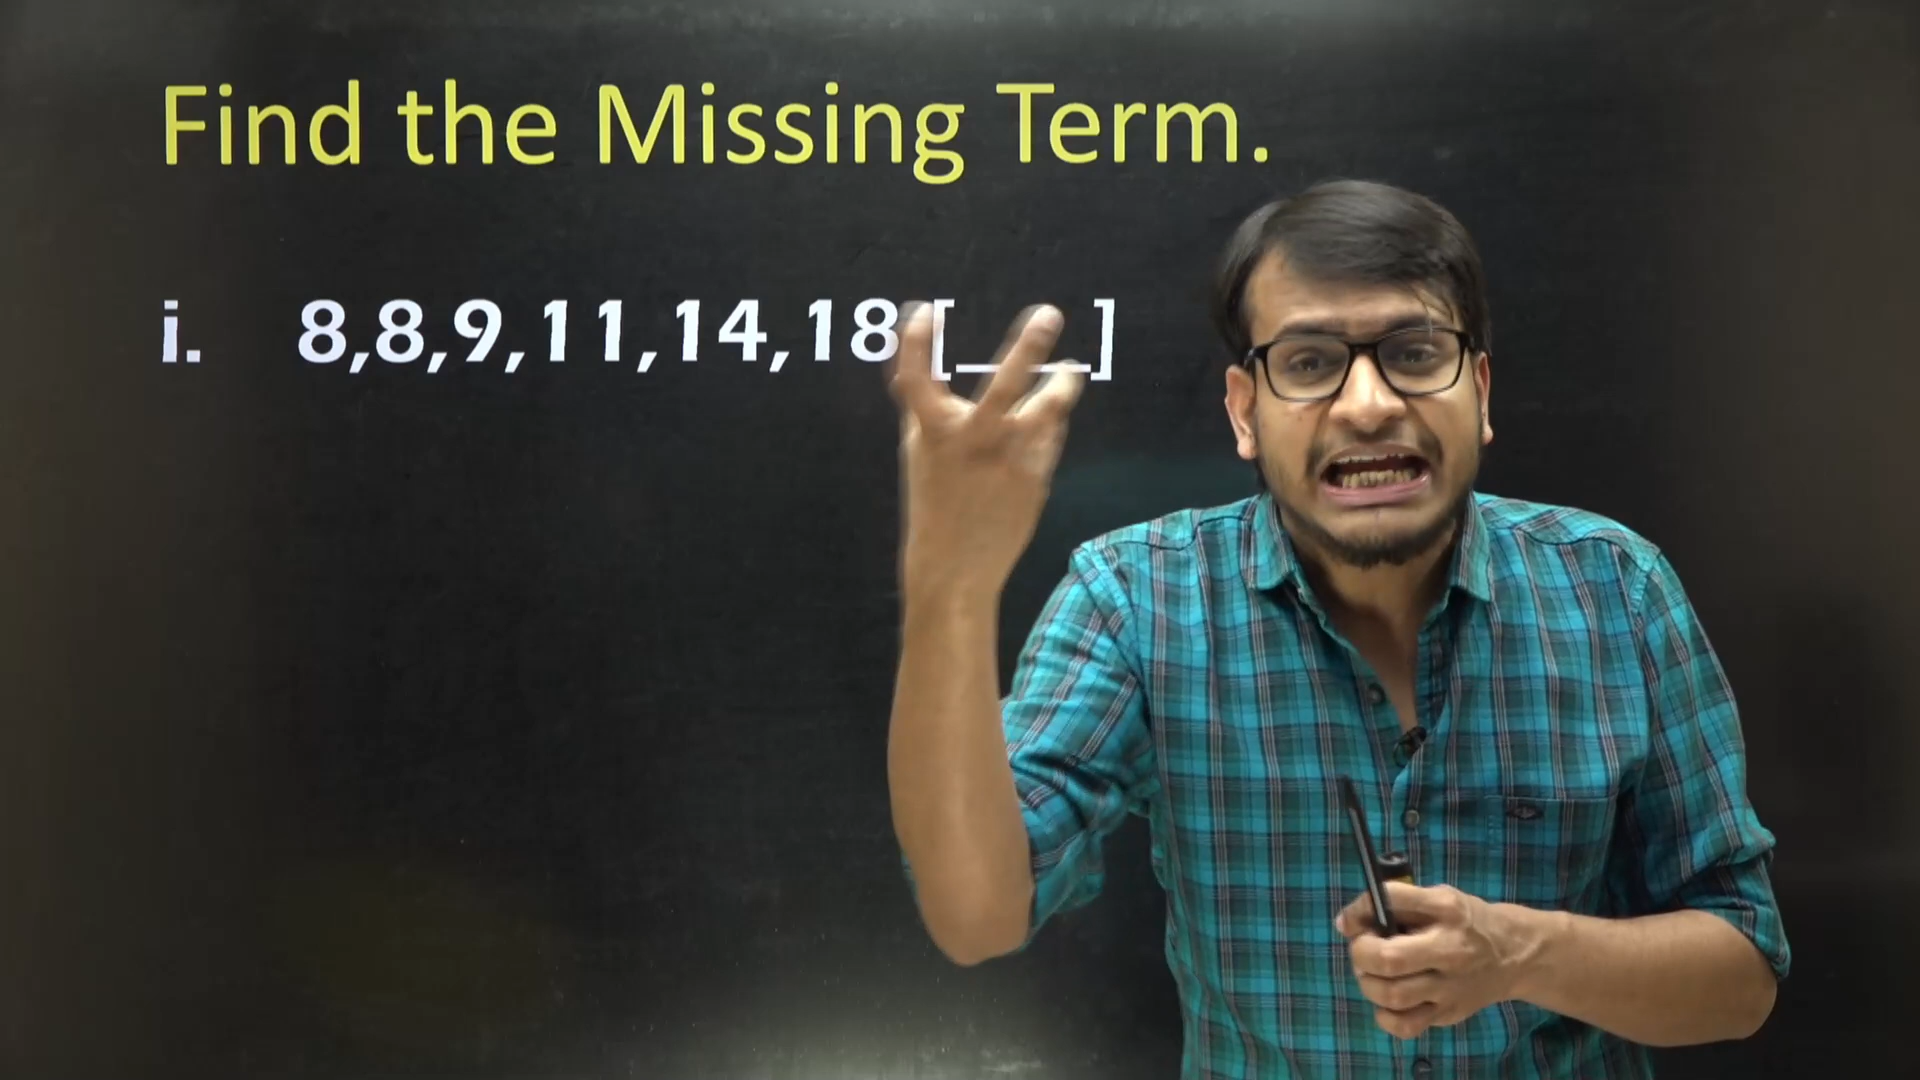 Find the Missing Term.
i. 8,8,9,11,14,18 [___]